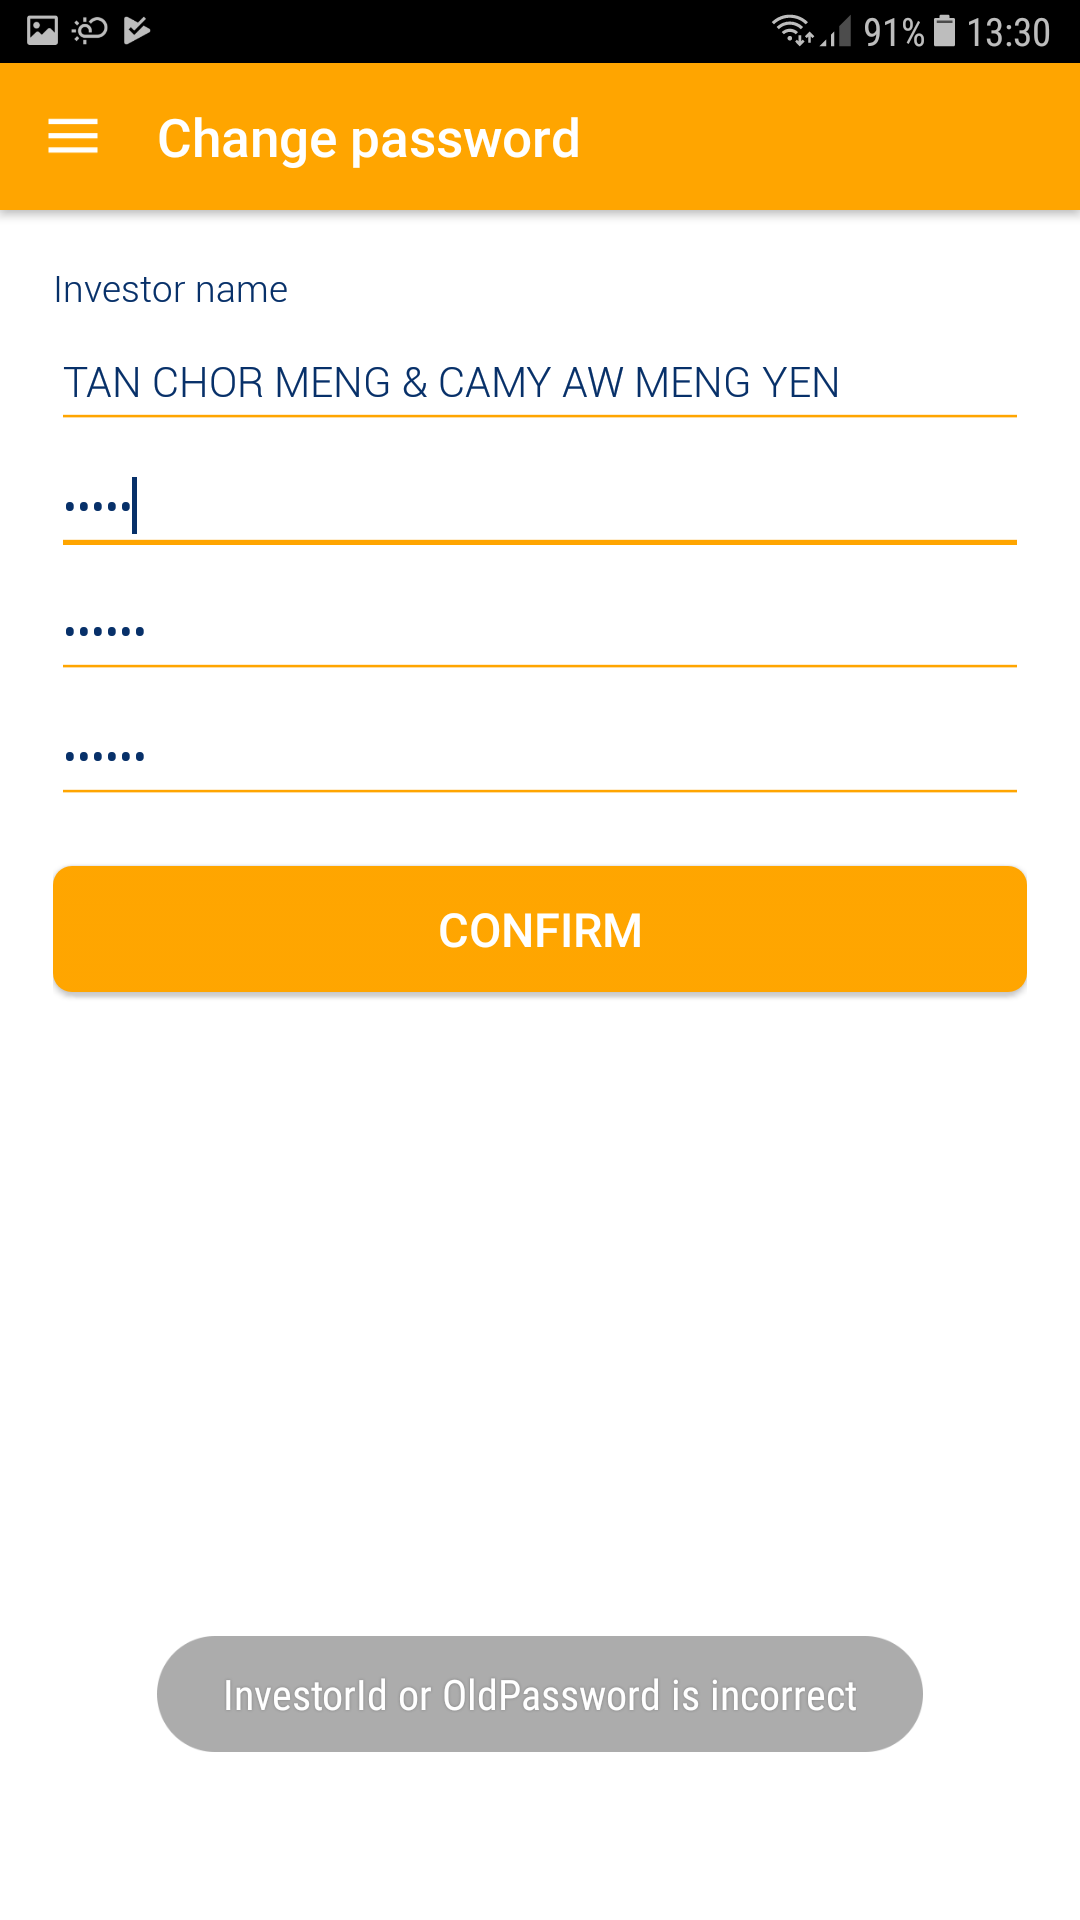 91% 13:30
Change password
Investor name
TAN CHOR MENG & CAMY AW MENG YEN
•••••
••••••
••••••
CONFIRM
InvestorId or OldPassword is incorrect